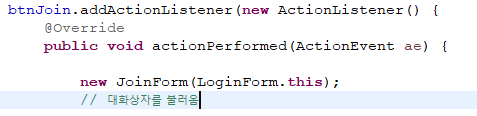 btnJoin.addActionListener(new ActionListener() {
@Override
public void actionPerformed(ActionEvent ae) {
new JoinForm(LoginForm.this);
// 대화상자를 불러옴